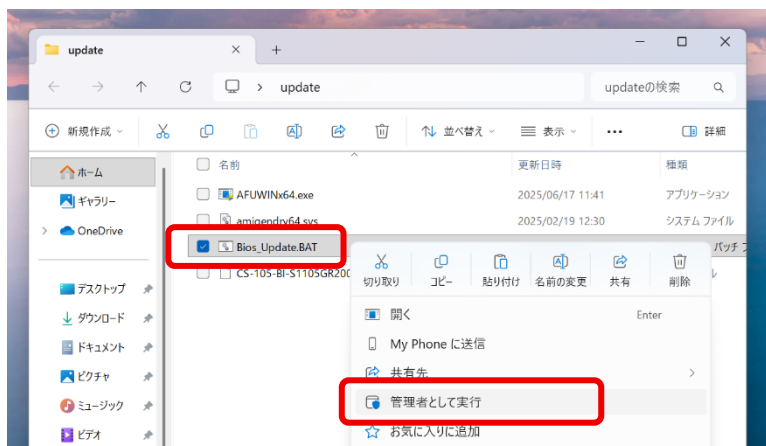 update
update
updateの検索
新規作成
並べ替え
表示
詳細
ホーム
ギャラリー
OneDrive
デスクトップ
ダウンロード
ドキュメント
ピクチャ
ミュージック
ビデオ
名前
更新日時
種類
AFUWINx64.exe
2025/06/17 11:41
アプリケーション
amigendrv64.sys
2025/02/19 12:30
システム ファイル
Bios_Update.BAT
バッチ フ
CS-105-BI-S1105GR200
ル
切り取り
コピー
貼り付け
名前の変更
共有
削除
開く
Enter
My Phone に送信
共有先
管理者として実行
お気に入りに追加